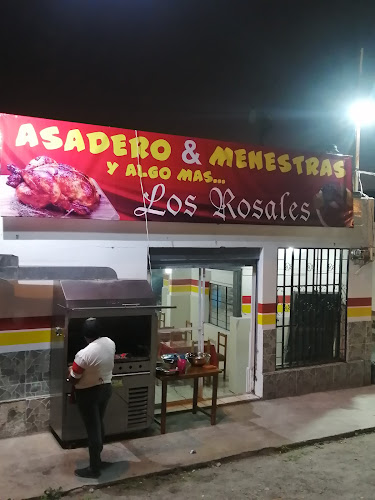 ASADERO & MENESTRAS
Y ALGO MAS...
Los Rosales